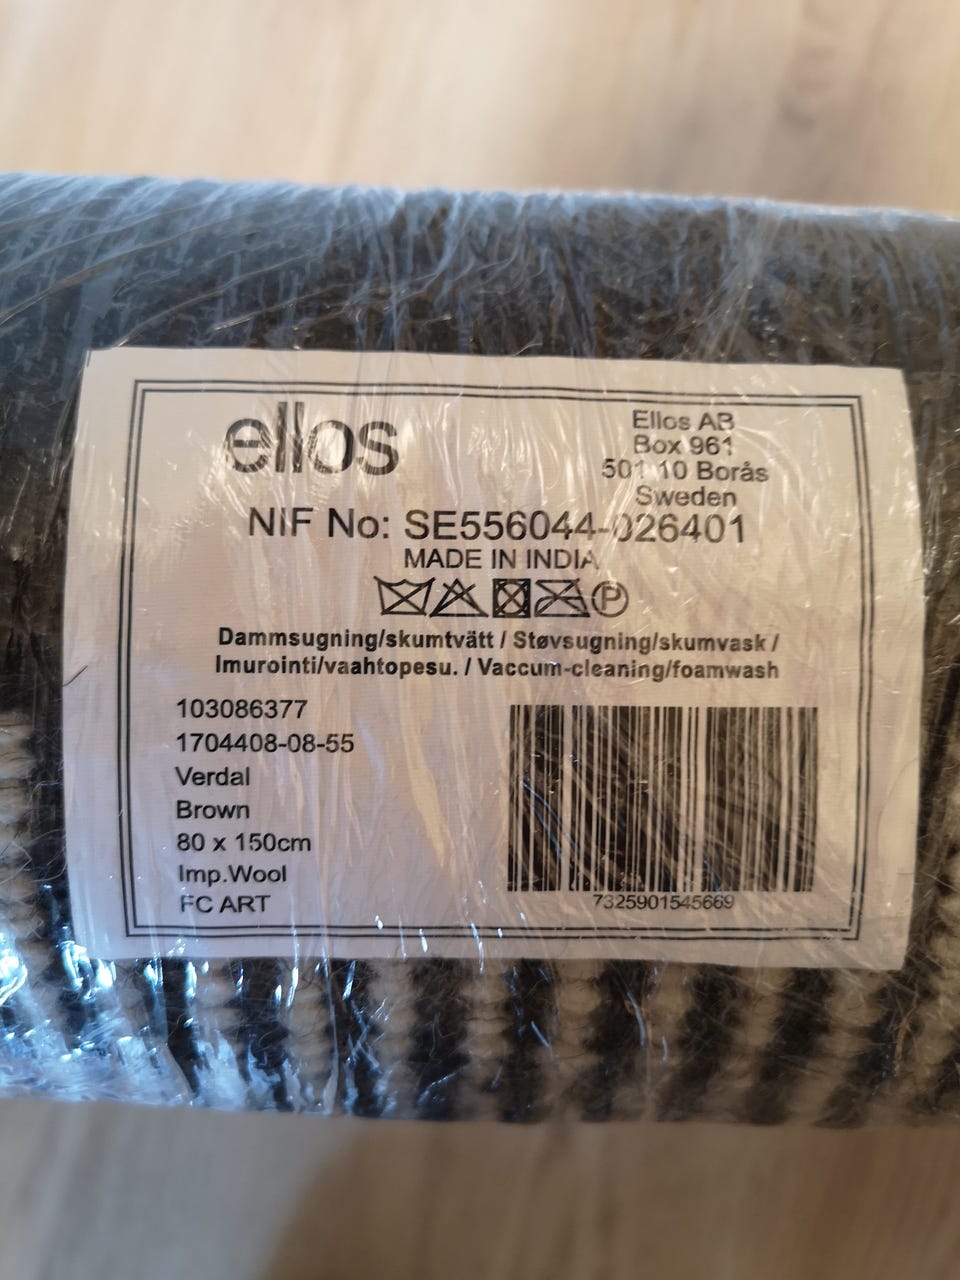 ellos
Ellos AB
Box 961
501 10 Borås
Sweden
NIF No: SE556044-026401
MADE IN INDIA
P
Dammsugning/skumtvätt / Støvsugning/skumvask /
Imurointi/vaahtopesu. / Vaccum-cleaning/foamwash
103086377
1704408-08-55
Verdal
Brown
80 x 150cm
Imp.Wool
FC ART
7325901545669